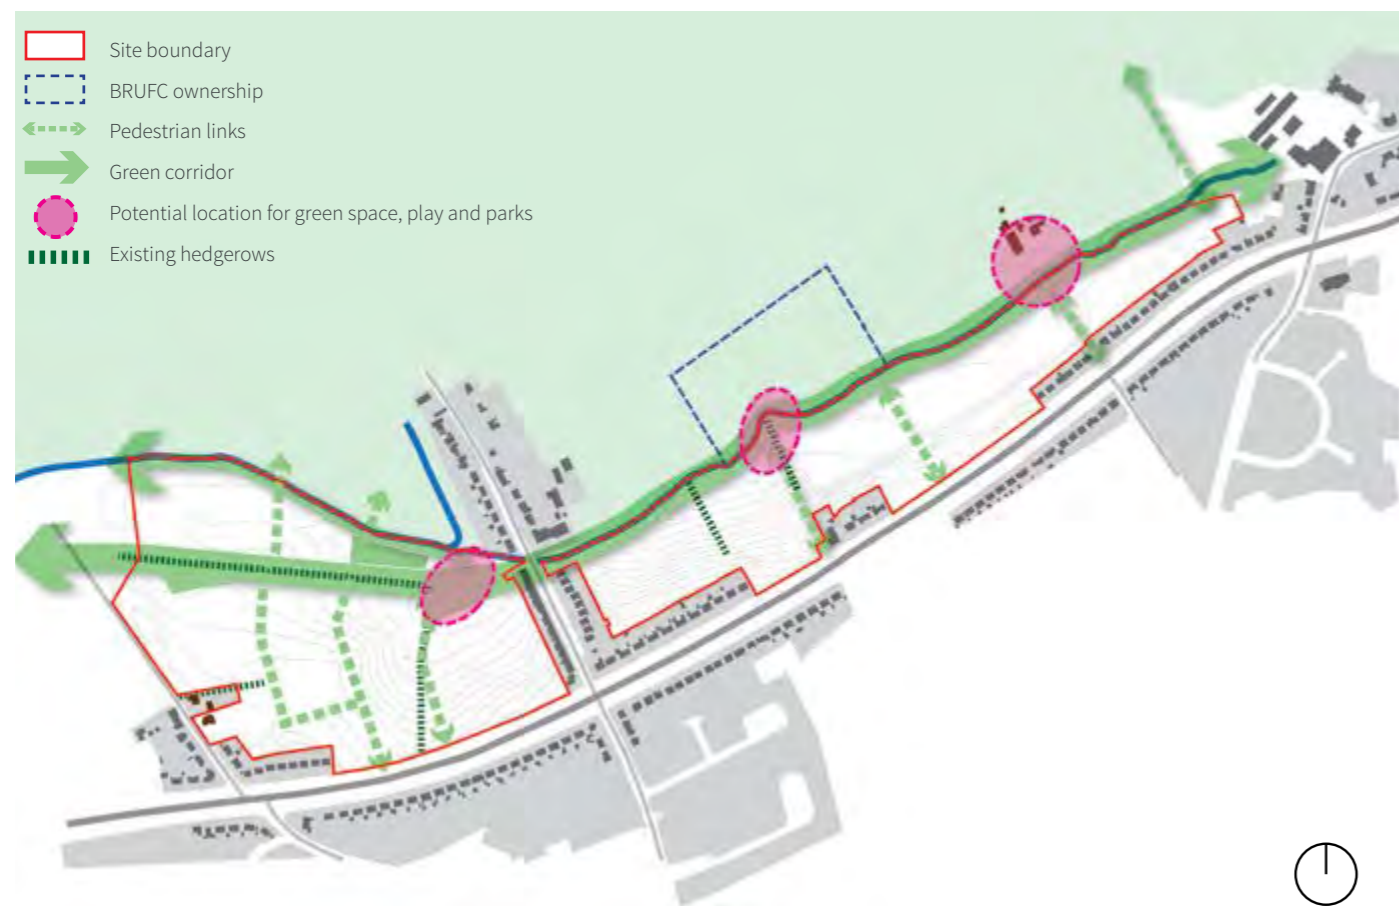 Site boundary
BRUFC ownership
Pedestrian links
Green corridor
Potential location for green space, play and parks
Existing hedgerows